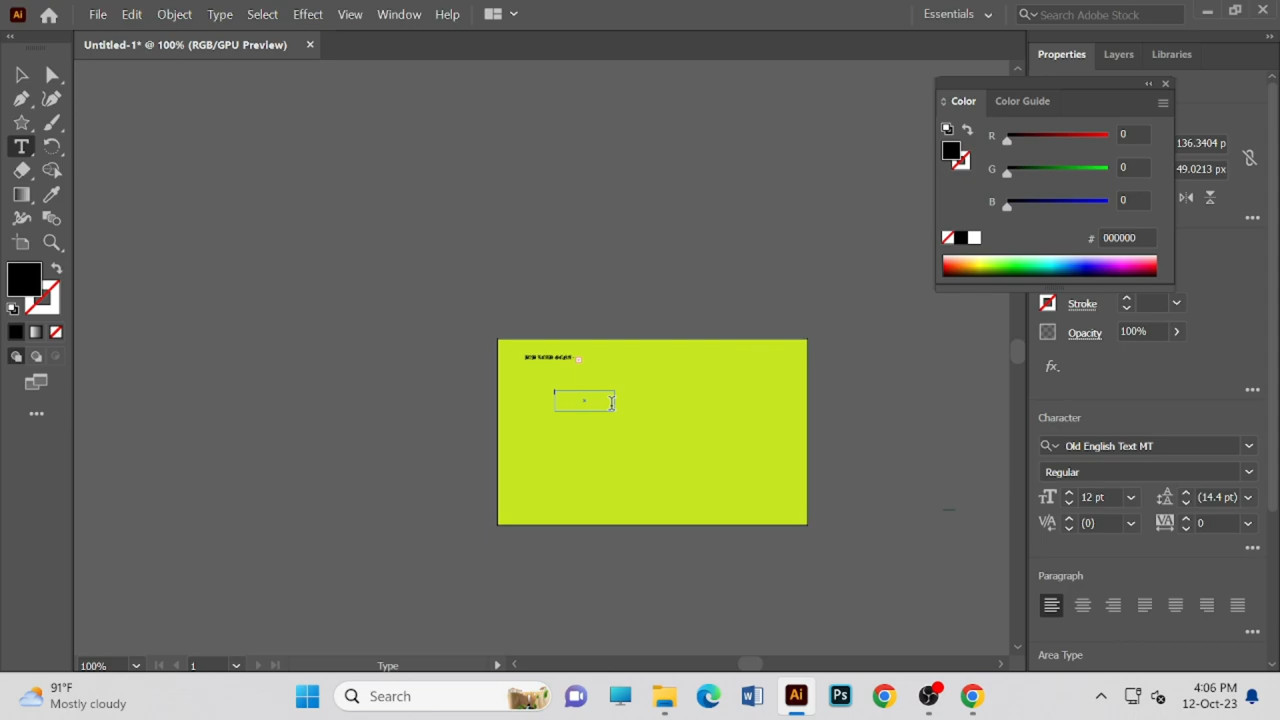 File Edit Object Type Select Effect View Window Help
Essentials
Search Adobe Stock
Untitled-1* @ 100% (RGB/GPU Preview)
Properties Layers Libraries
Color Color Guide
R 0
G 0
B 0
# 000000
136.3404 p
49.0213 px
Stroke
Opacity 100%
fx.
Character
Old English Text MT
Regular
12 pt (14.4 pt)
(0) 0
Paragraph
Area Type
100% 1 Type
91°F
Mostly cloudy
Search
4:06 PM
12-Oct-23